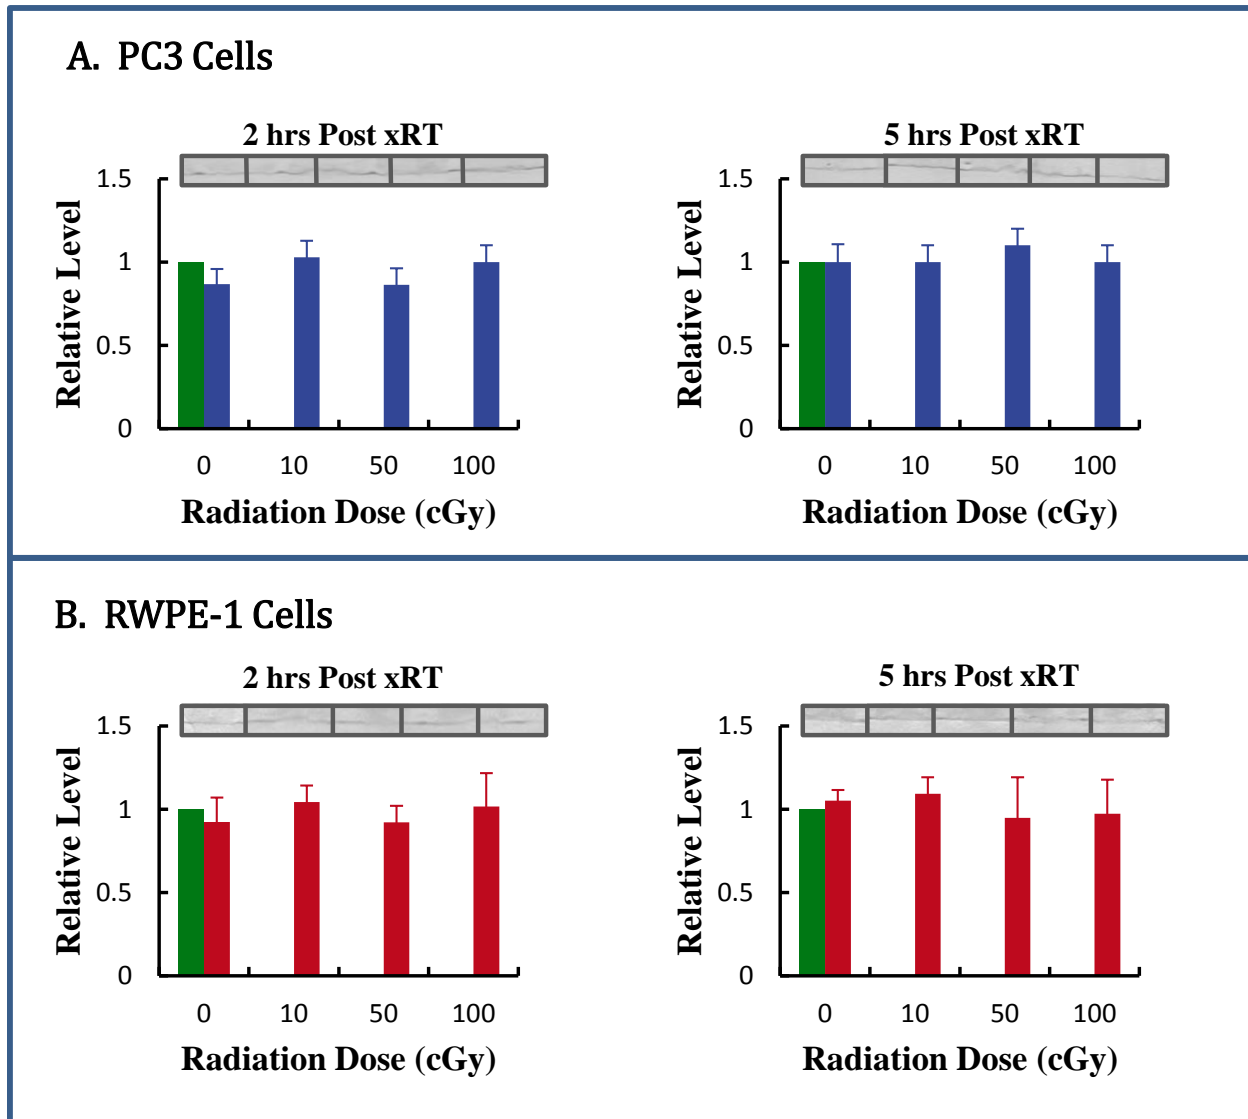 A. PC3 Cells
2 hrs Post xRT
1.5
1
0.5
0
Relative Level
0 10 50 100
Radiation Dose (cGy)
5 hrs Post xRT
1.5
1
0.5
0
Relative Level
0 10 50 100
Radiation Dose (cGy)
B. RWPE-1 Cells
2 hrs Post xRT
1.5
1
0.5
0
Relative Level
0 10 50 100
Radiation Dose (cGy)
5 hrs Post xRT
1.5
1
0.5
0
Relative Level
0 10 50 100
Radiation Dose (cGy)